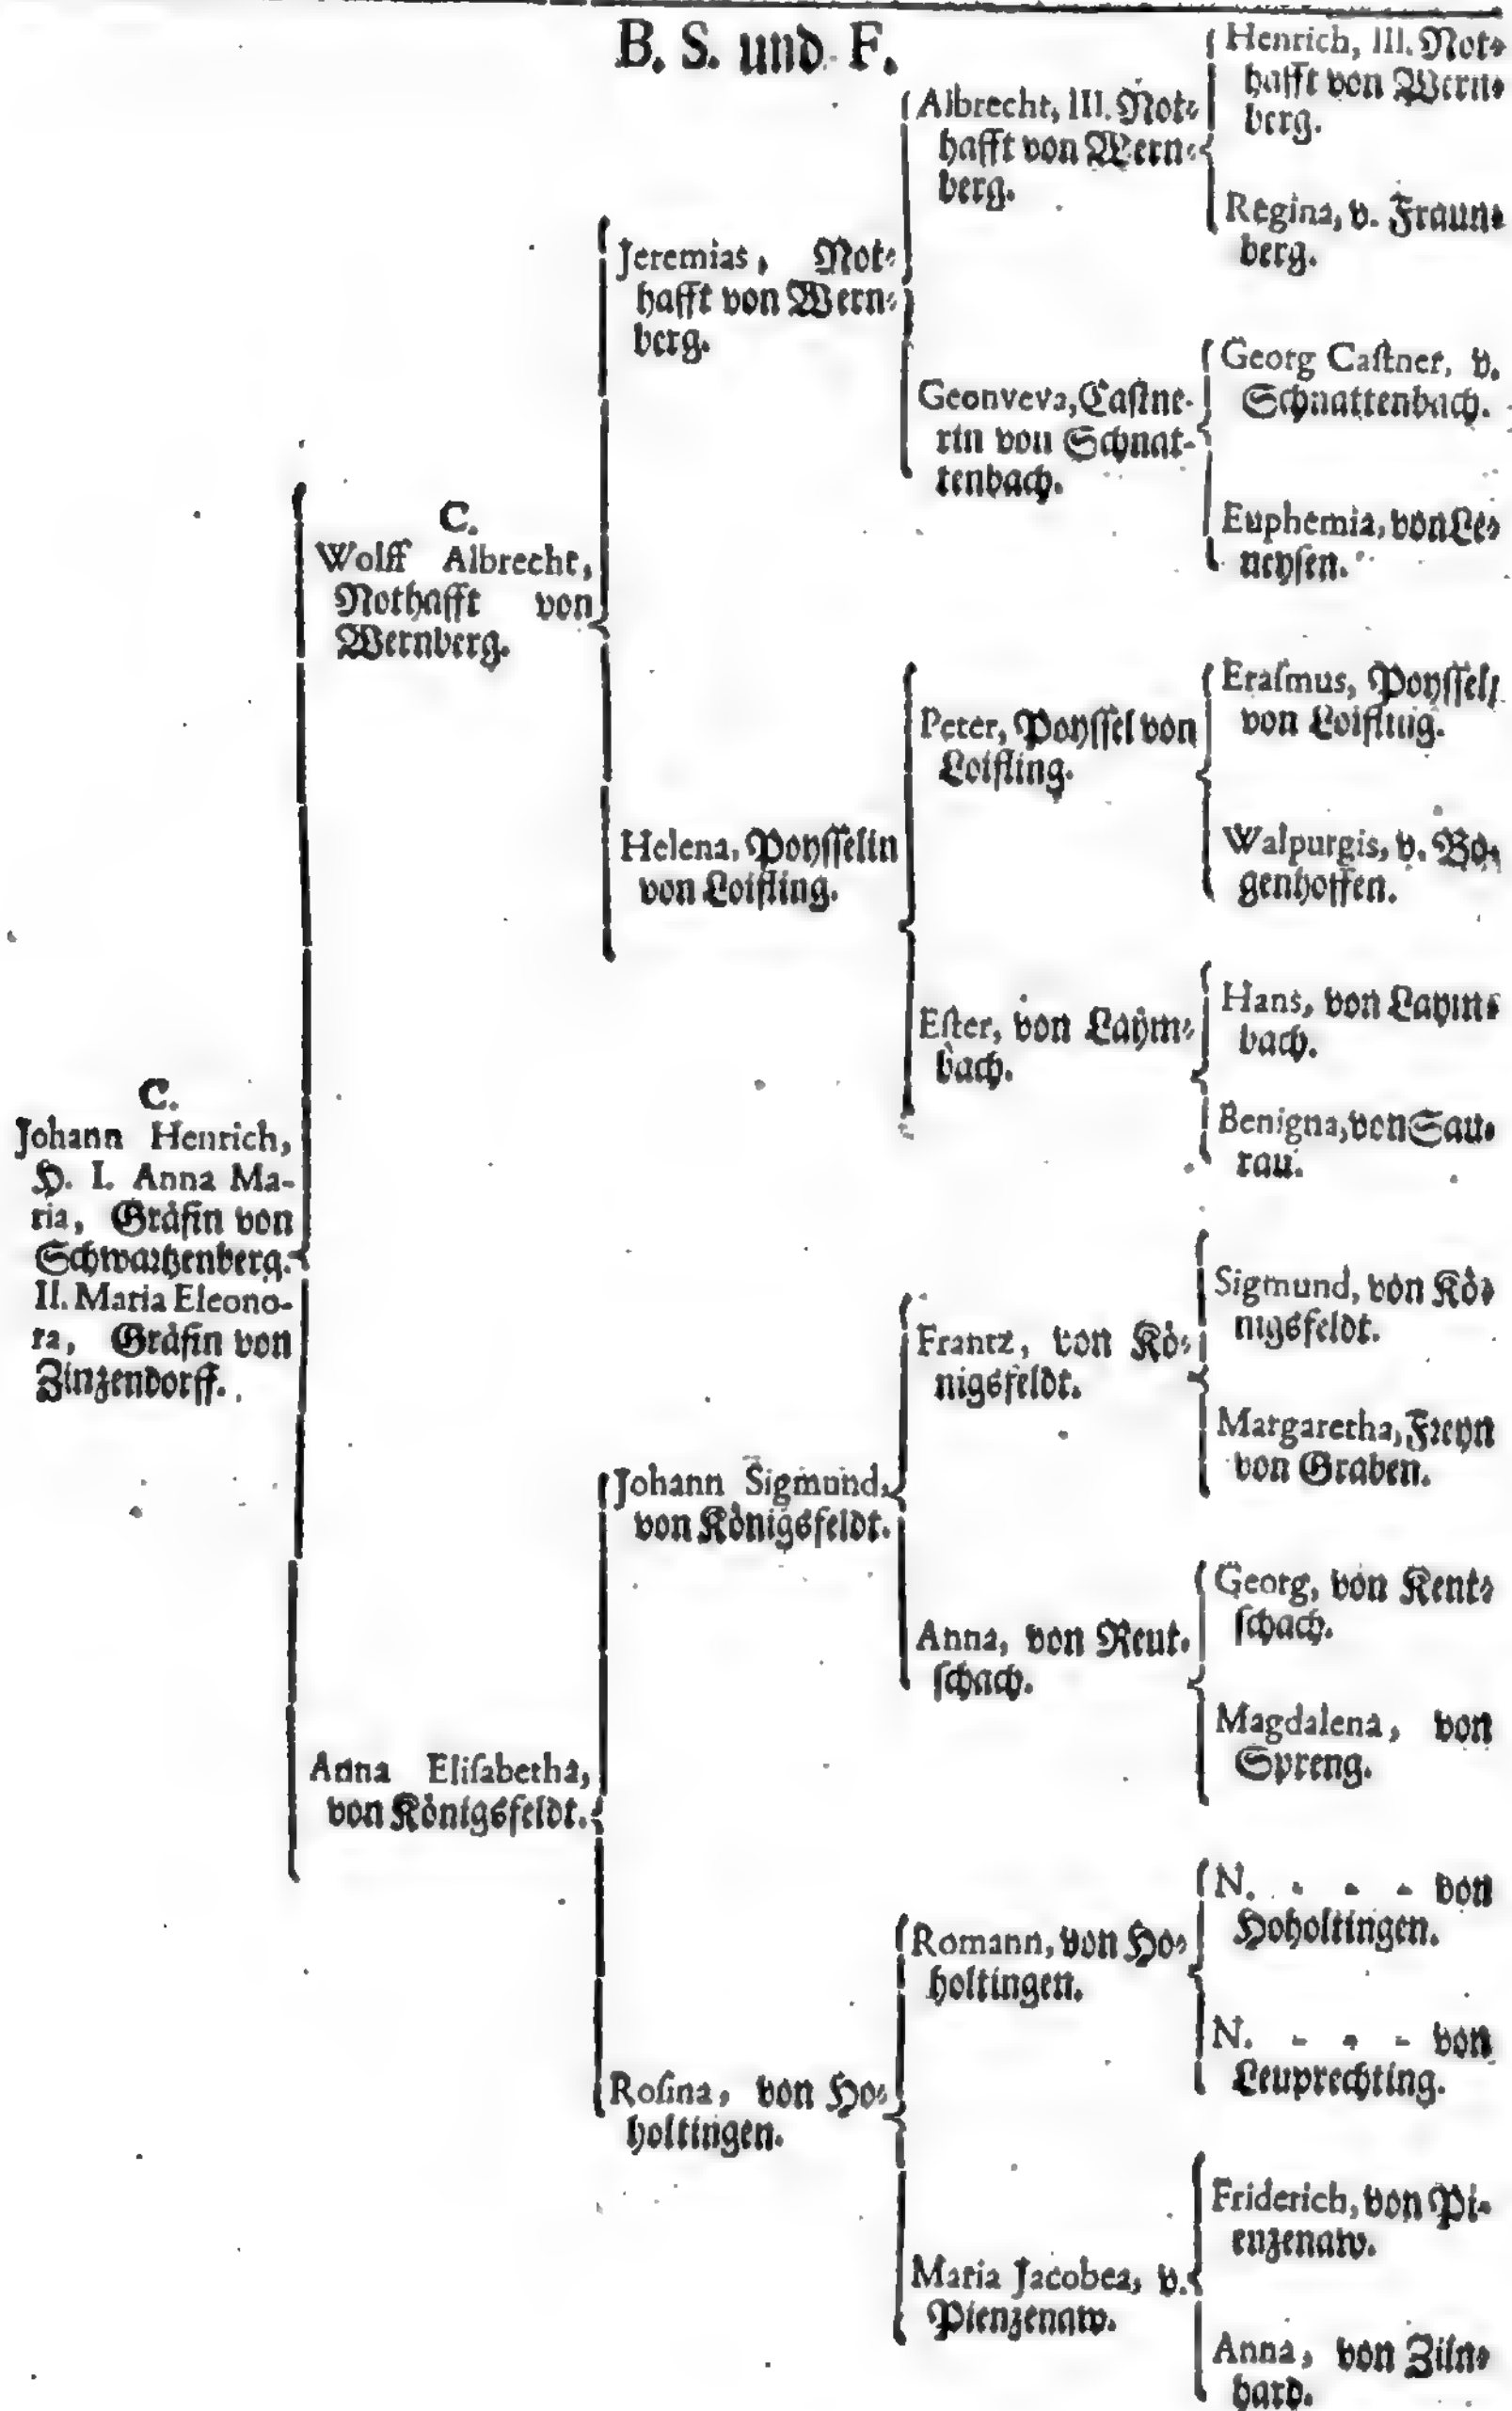 B. S. und F.
C.
Johann Henrich,
H. I. Anna Ma-
ria, Gräfin von
Schwartzenberg.
II. Maria Eleono-
ra, Gräfin von
Zinzendorff.
C.
Wolff Albrecht,
Nothafft von
Wernberg.
Anna Elisabetha,
von Königsfeldt.
Jeremias, Not-
hafft von Wern-
berg.
Helena, Poysselin
von Loifling.
Johann Sigmund,
von Königsfeldt.
Rosina, von Ho-
holtingen.
Albrecht, III. Not-
hafft von Wern-
berg.
Geonveva, Castne-
rin von Schnat-
tenbach.
Peter, Poyssel von
Loifling.
Ester, von Laym-
bach.
Frantz, von Kö-
nigsfeldt.
Anna, von Reut-
schach.
Romann, von Ho-
holtingen.
Maria Jacobea, v.
Pienzenaw.
Henrich, III. Not-
hafft von Wern-
berg.
Regina, v. Fraun-
berg.
Georg Castner, v.
Schnattenbach.
Euphemia, von Le-
neysen.
Erasmus, Poyssel,
von Loifling.
Walpurgis, v. Bo-
genhoffen.
Hans, von Laym-
bach.
Benigna, von Sau-
rau.
Sigmund, von Kö-
nigsfeldt.
Margaretha, Freyn
von Graben.
Georg, von Kent-
schach.
Magdalena, von
Spreng.
N. - - - von
Hoholtingen.
N. - - - von
Leuprechting.
Friderich, von Pi-
enzenaw.
Anna, von Ziln-
hard.